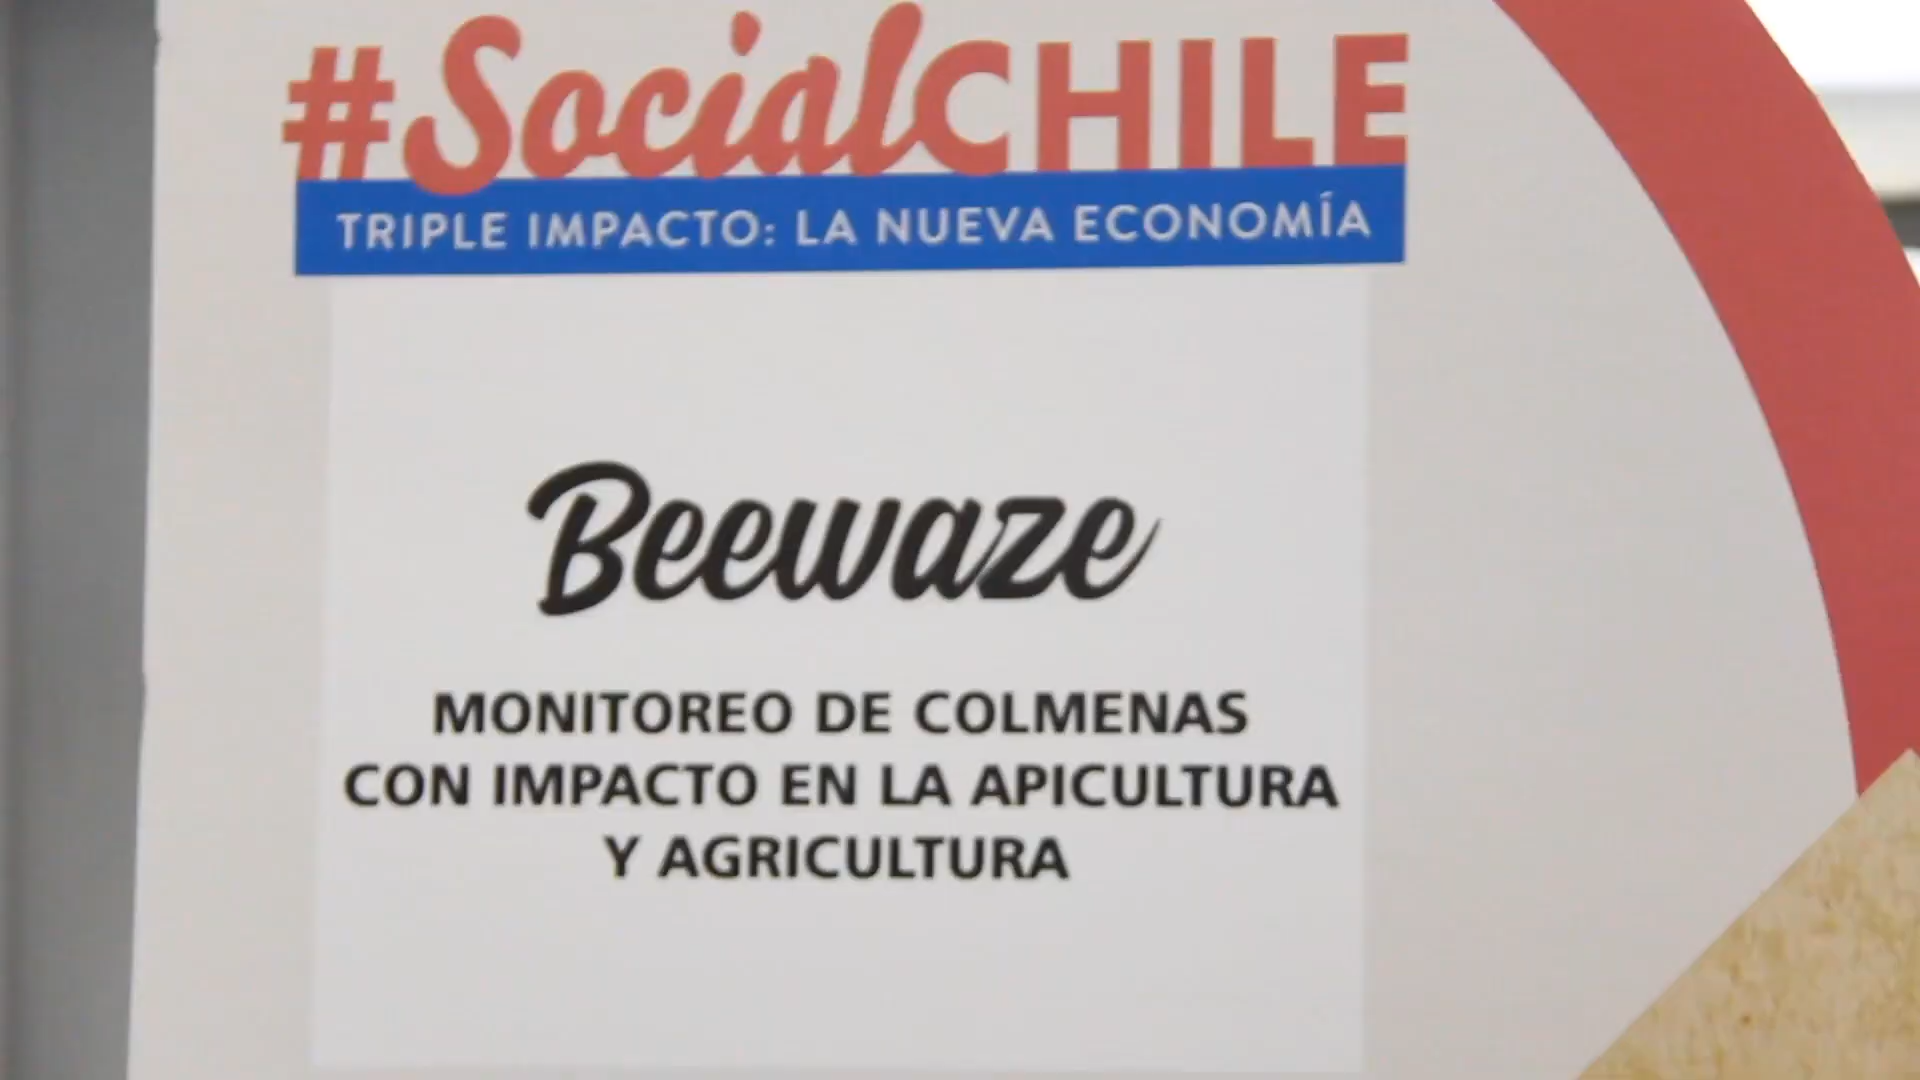 #SocialCHILE
TRIPLE IMPACTO: LA NUEVA ECONOMÍA
Beewaze
MONITOREO DE COLMENAS
CON IMPACTO EN LA APICULTURA
Y AGRICULTURA